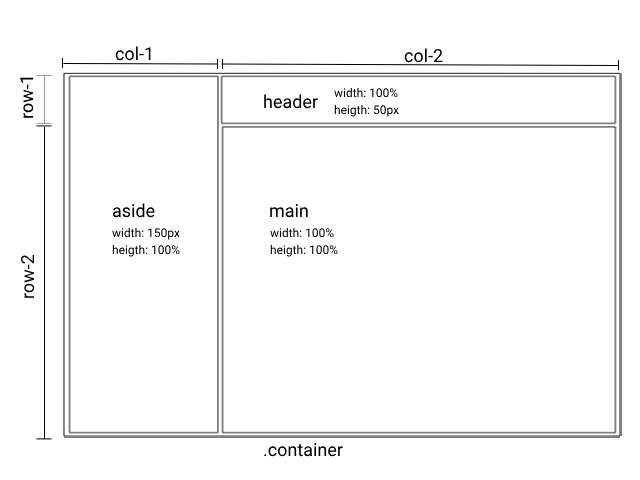 col-1
col-2
row-1
header
width: 100%
heigth: 50px
aside
width: 150px
heigth: 100%
main
width: 100%
heigth: 100%
row-2
.container